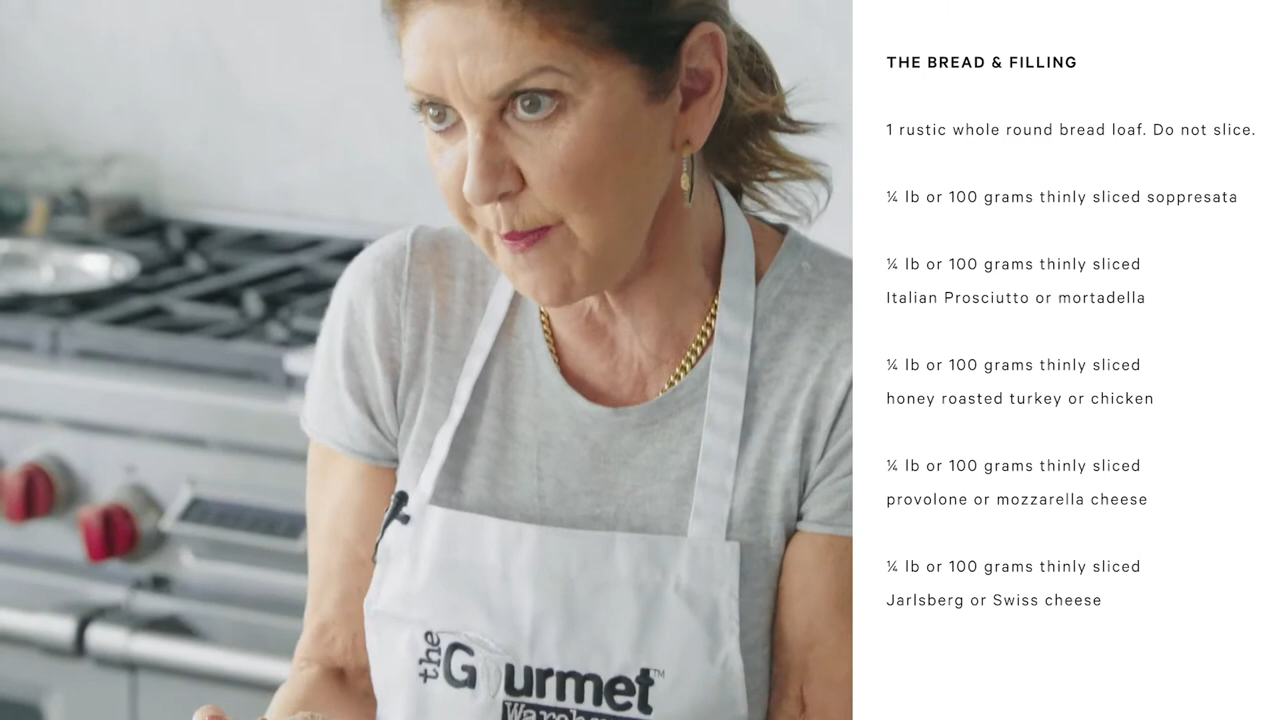 THE BREAD & FILLING
1 rustic whole round bread loaf. Do not slice.
¼ lb or 100 grams thinly sliced soppresata
¼ lb or 100 grams thinly sliced
Italian Prosciutto or mortadella
¼ lb or 100 grams thinly sliced
honey roasted turkey or chicken
¼ lb or 100 grams thinly sliced
provolone or mozzarella cheese
¼ lb or 100 grams thinly sliced
Jarlsberg or Swiss cheese
the Gourmet™